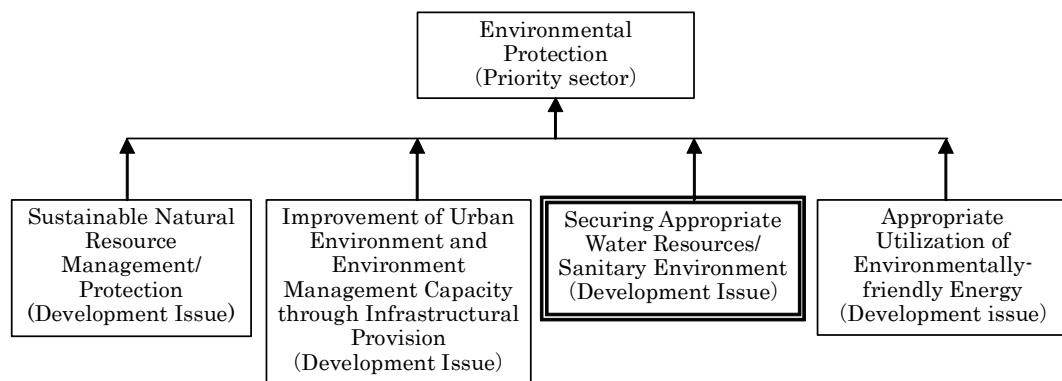 Environmental
Protection
(Priority sector)
Sustainable Natural
Resource
Management/
Protection
(Development Issue)
Improvement of Urban
Environment and
Environment
Management Capacity
through Infrastructural
Provision
(Development Issue)
Securing Appropriate
Water Resources/
Sanitary Environment
(Development Issue)
Appropriate
Utilization of
Environmentally-
friendly Energy
(Development issue)